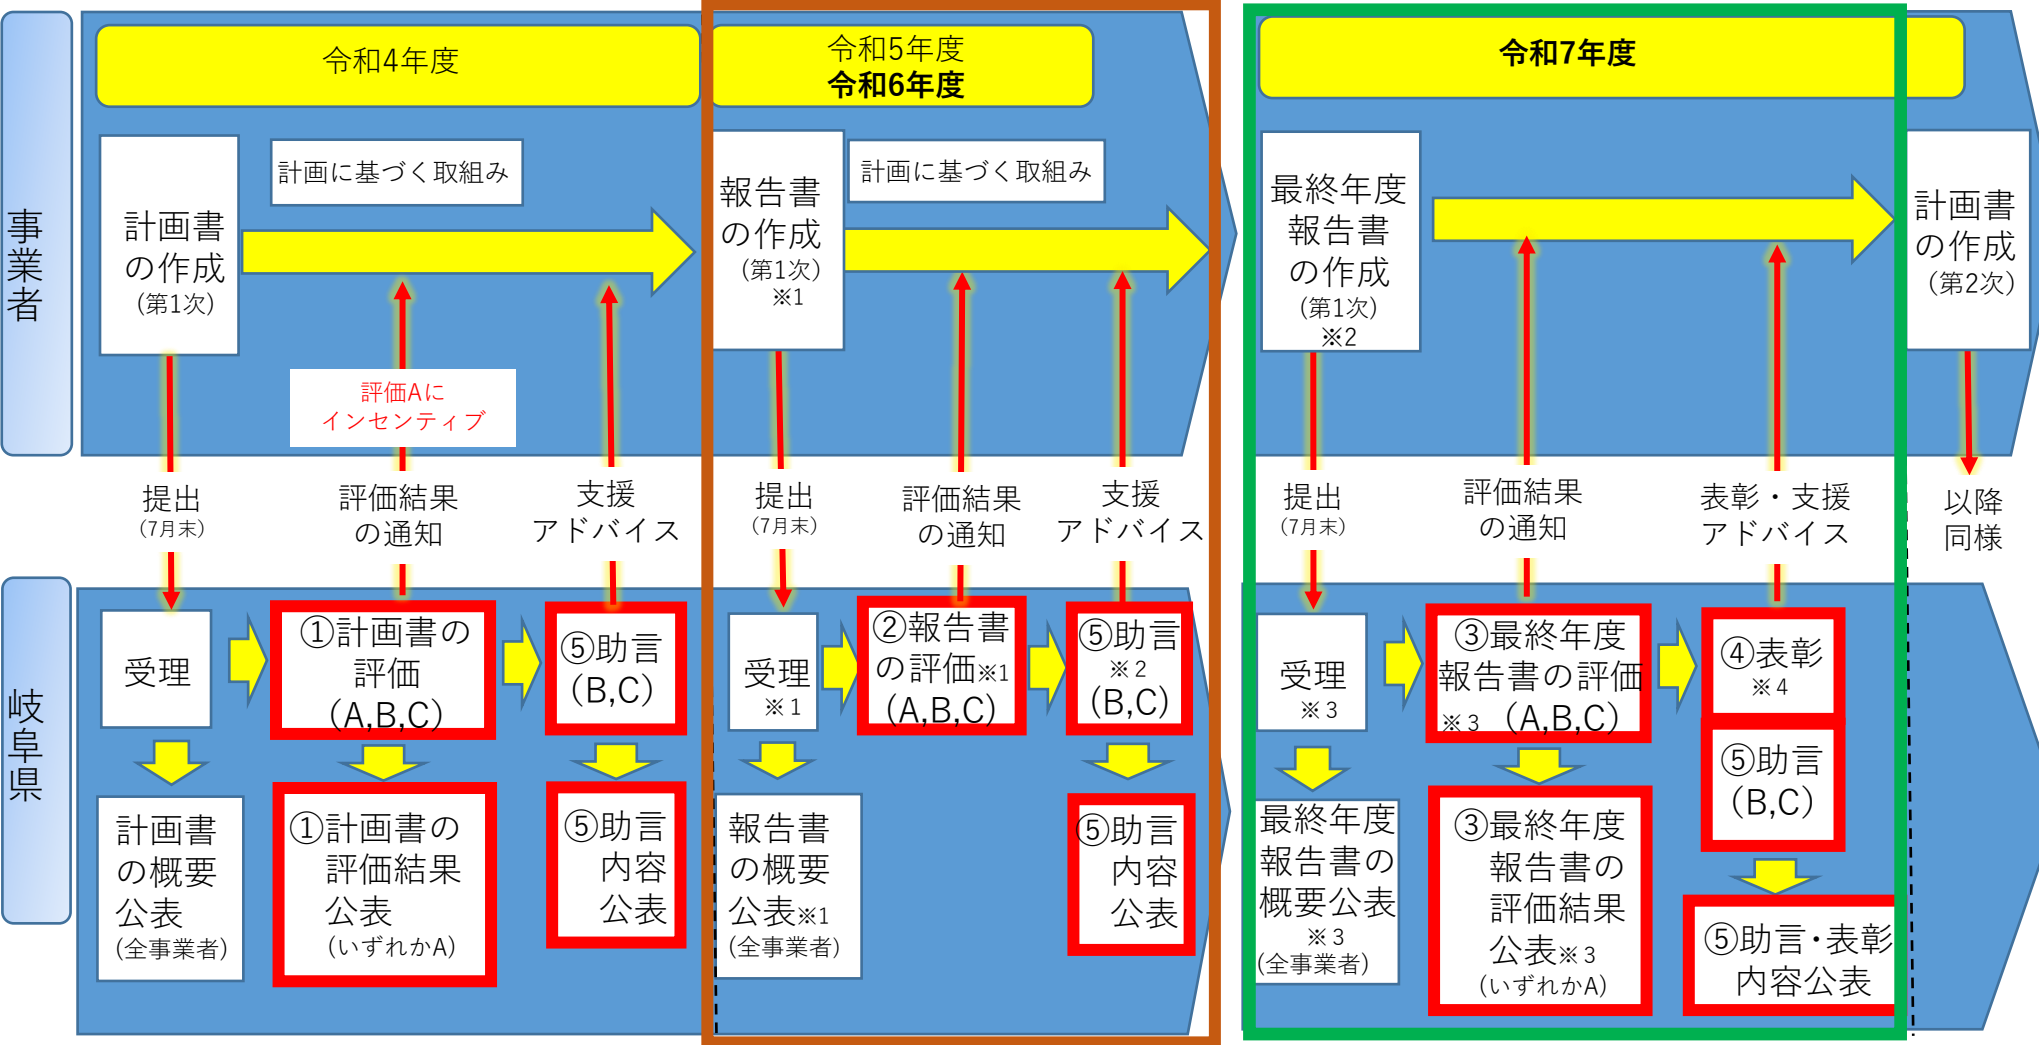 令和4年度
令和5年度
令和6年度
令和7年度
事業者
計画書
の作成
(第1次)
計画に基づく取組み
報告書
の作成
(第1次)
※1
計画に基づく取組み
最終年度
報告書
の作成
(第1次)
※2
計画書
の作成
(第2次)
評価Aに
インセンティブ
提出
(7月末)
評価結果
の通知
支援
アドバイス
提出
(7月末)
評価結果
の通知
支援
アドバイス
提出
(7月末)
評価結果
の通知
表彰・支援
アドバイス
以降
同様
岐阜県
受理
①計画書の
評価
(A,B,C)
⑤助言
(B,C)
受理
※1
②報告書
の評価※1
(A,B,C)
⑤助言
※2
(B,C)
受理
※3
③最終年度
報告書の評価
※3 (A,B,C)
④表彰
※4
⑤助言
(B,C)
計画書
の概要
公表
(全事業者)
①計画書の
評価結果
公表
(いずれかA)
⑤助言
内容
公表
報告書
の概要
公表※1
(全事業者)
⑤助言
内容
公表
最終年度
報告書の
概要公表
※3
(全事業者)
③最終年度
報告書の
評価結果
公表※3
(いずれかA)
⑤助言・表彰
内容公表